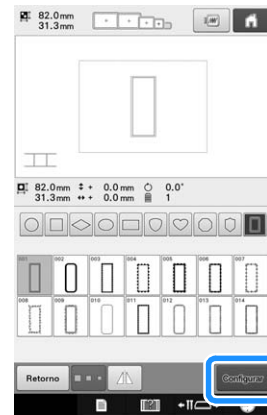 82.0mm
31.3mm
82.0mm + 0.0mm 0.0°
31.3mm + 0.0mm 1
001 002 003 004 005 006 007
008 009 010 011 012 013 014
Retorno Configurar